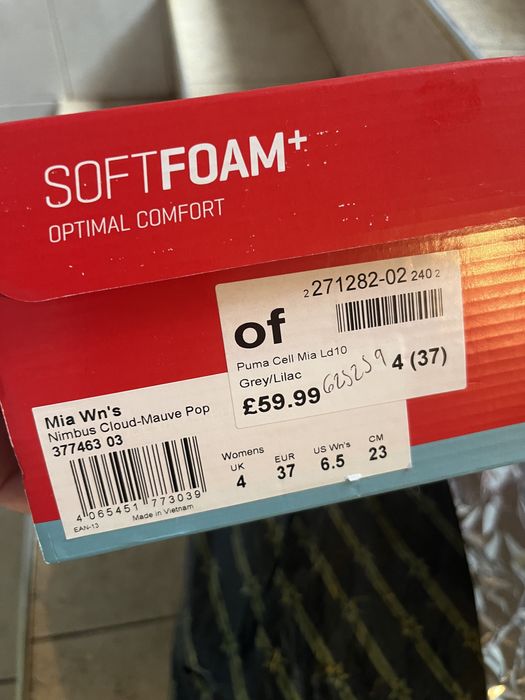 SOFTFOAM+
OPTIMAL COMFORT
2 271282-02 240 2
of
Puma Cell Mia Ld10
Grey/Lilac
£59.99 625259 4 (37)
Mia Wn's
Nimbus Cloud-Mauve Pop
377463 03
4 065451 773039
EAN-13 Made in Vietnam
Womens
UK EUR US Wn's CM
4 37 6.5 23